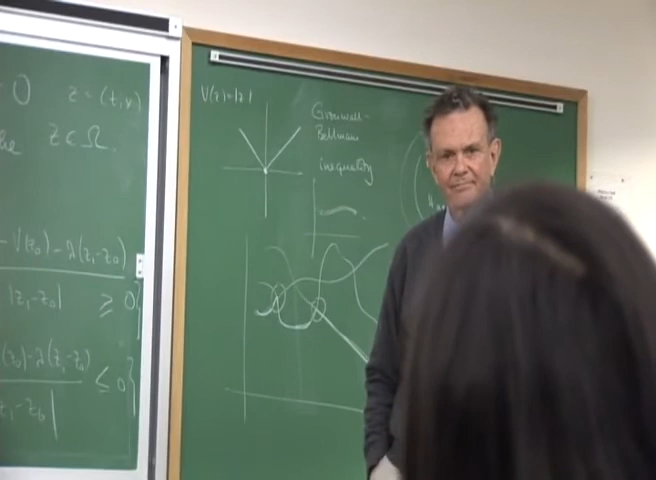 0 z = (t,x)
the z ∈ Ω.
- V(z₀) - λ(z₁-z₀)
|z₁-z₀| ≥ 0}
(z₀) - λ(z₁-z₀) ≤ 0}
z₁-z₀|
V(z)=|z|
Gronwall-
Bellman
inequality